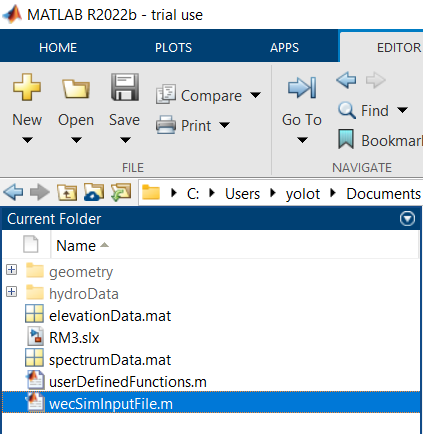 MATLAB R2022b - trial use
HOME PLOTS APPS EDITOR
New Open Save Compare Print Go To Find Bookmar
FILE NAVIGATE
C: Users yolot Documents
Current Folder
Name
geometry
hydroData
elevationData.mat
RM3.slx
spectrumData.mat
userDefinedFunctions.m
wecSimInputFile.m